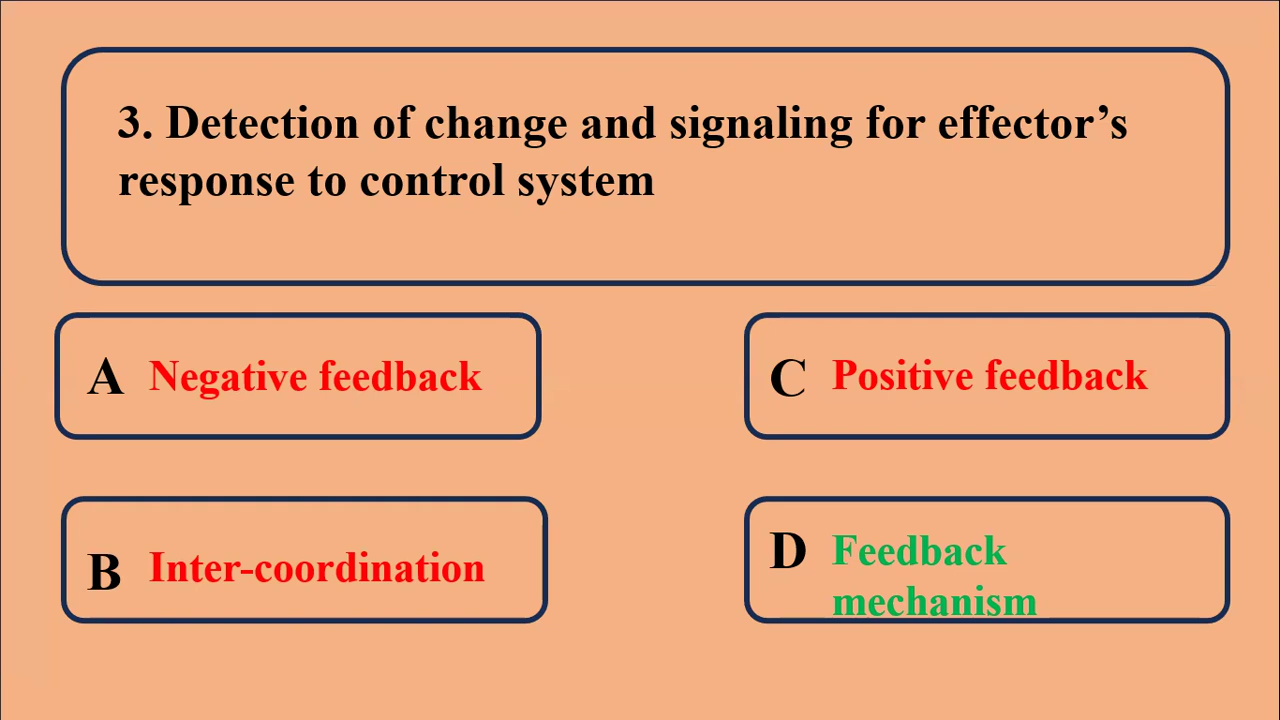 3. Detection of change and signaling for effector’s
response to control system
A Negative feedback
C Positive feedback
B Inter-coordination
D Feedback
mechanism